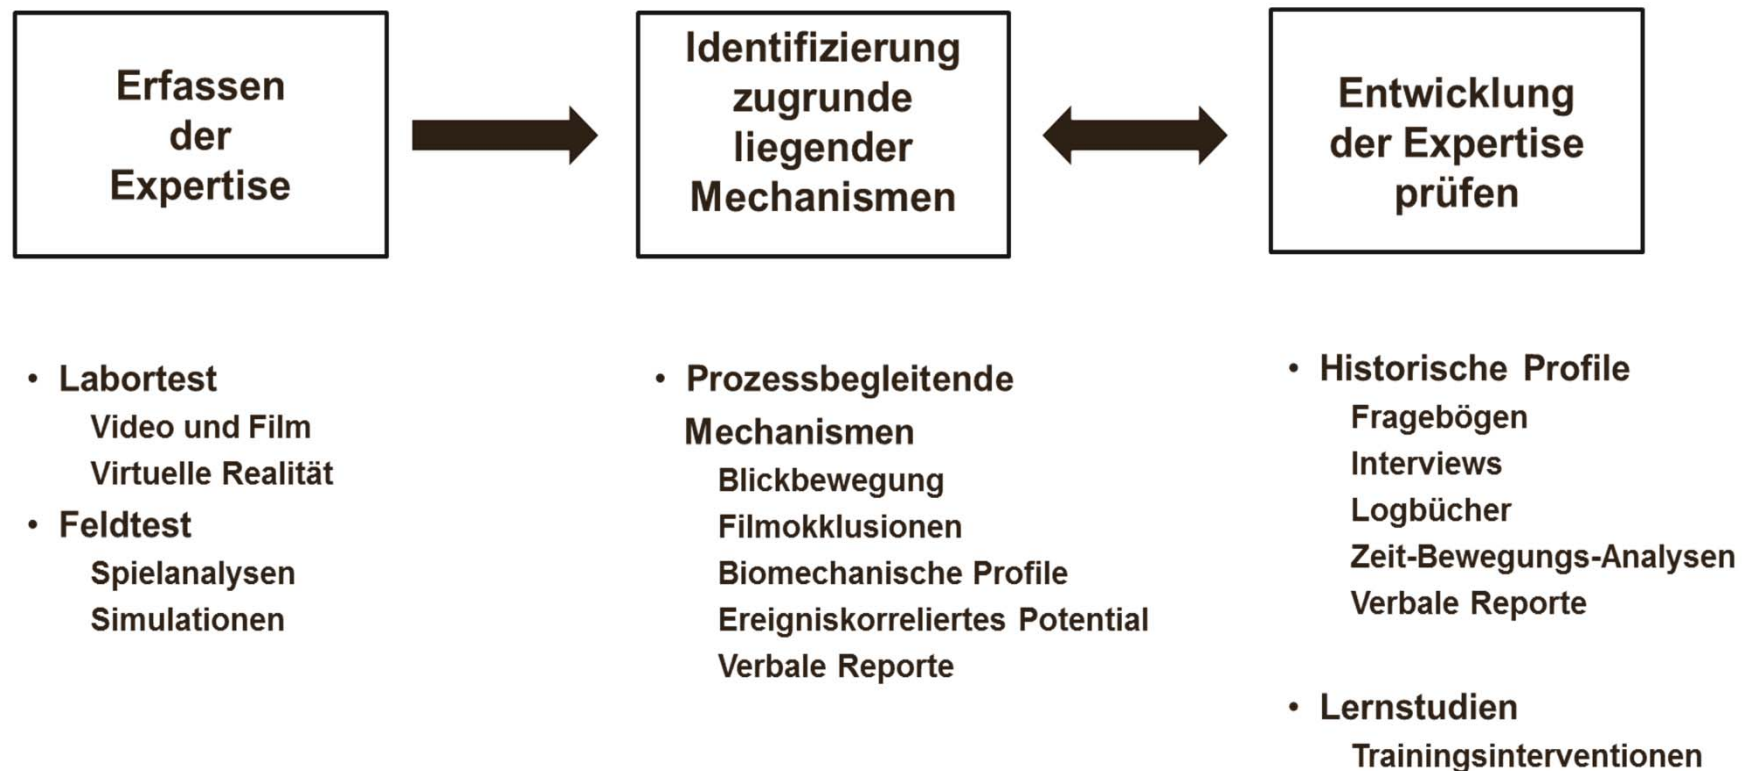 Erfassen
der
Expertise
Identifizierung
zugrunde
liegender
Mechanismen
Entwicklung
der Expertise
prüfen
• Labortest
Video und Film
Virtuelle Realität
• Feldtest
Spielanalysen
Simulationen
• Prozessbegleitende
Mechanismen
Blickbewegung
Filmokklusionen
Biomechanische Profile
Ereigniskorreliertes Potential
Verbale Reporte
• Historische Profile
Fragebögen
Interviews
Logbücher
Zeit-Bewegungs-Analysen
Verbale Reporte
• Lernstudien
Trainingsinterventionen